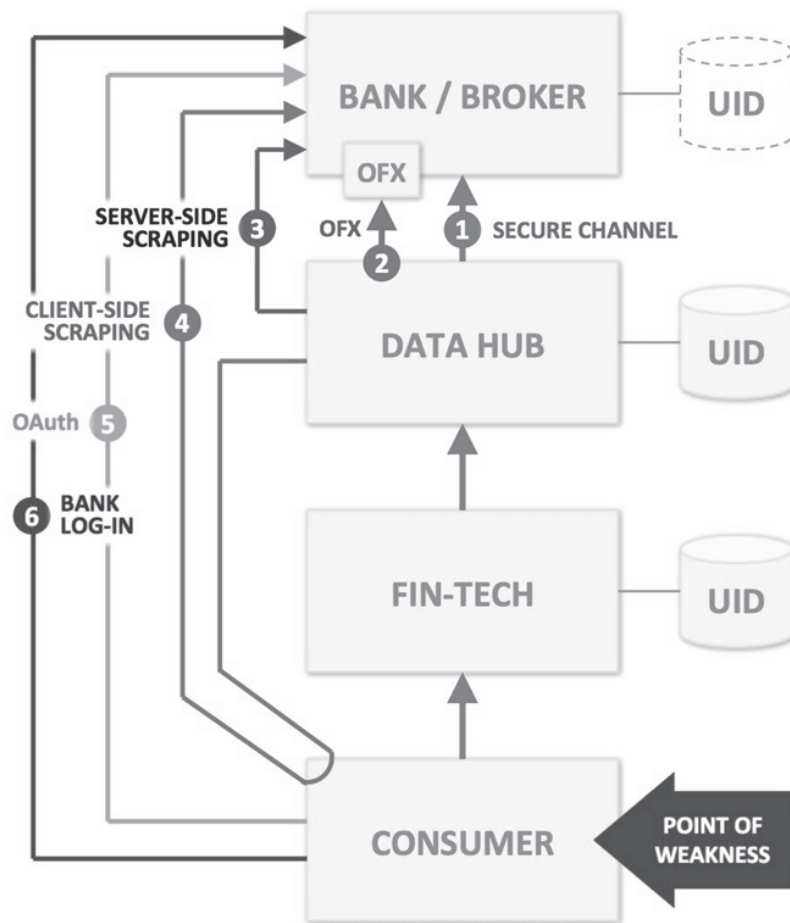 BANK / BROKER
UID
OFX
SERVER-SIDE
SCRAPING
3
OFX
2
1
SECURE CHANNEL
CLIENT-SIDE
SCRAPING
4
DATA HUB
UID
OAuth
5
6
BANK
LOG-IN
FIN-TECH
UID
CONSUMER
POINT OF
WEAKNESS